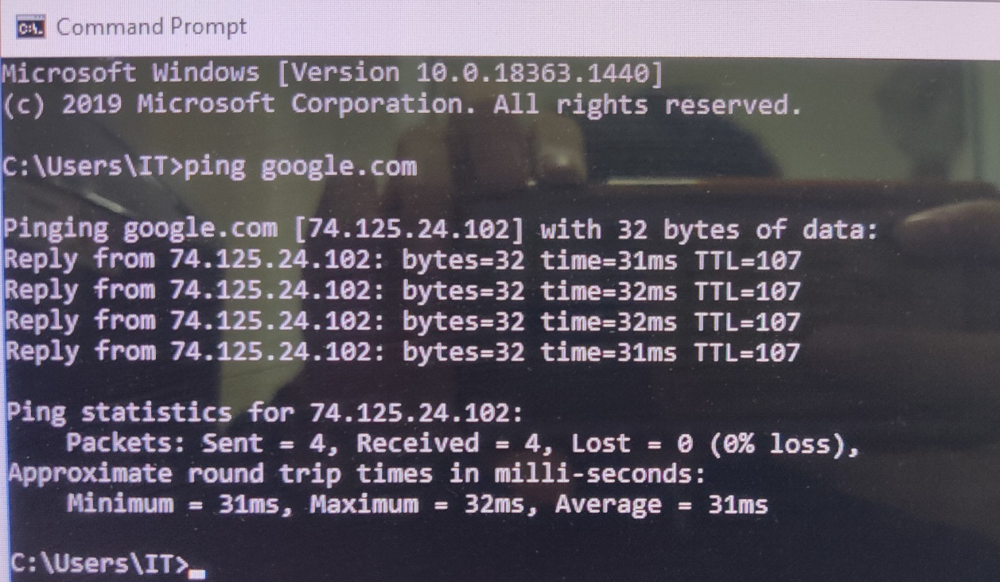 Command Prompt
Microsoft Windows [Version 10.0.18363.1440]
(c) 2019 Microsoft Corporation. All rights reserved.
C:\Users\IT>ping google.com
Pinging google.com [74.125.24.102] with 32 bytes of data:
Reply from 74.125.24.102: bytes=32 time=31ms TTL=107
Reply from 74.125.24.102: bytes=32 time=32ms TTL=107
Reply from 74.125.24.102: bytes=32 time=32ms TTL=107
Reply from 74.125.24.102: bytes=32 time=31ms TTL=107
Ping statistics for 74.125.24.102:
    Packets: Sent = 4, Received = 4, Lost = 0 (0% loss),
Approximate round trip times in milli-seconds:
    Minimum = 31ms, Maximum = 32ms, Average = 31ms
C:\Users\IT>_